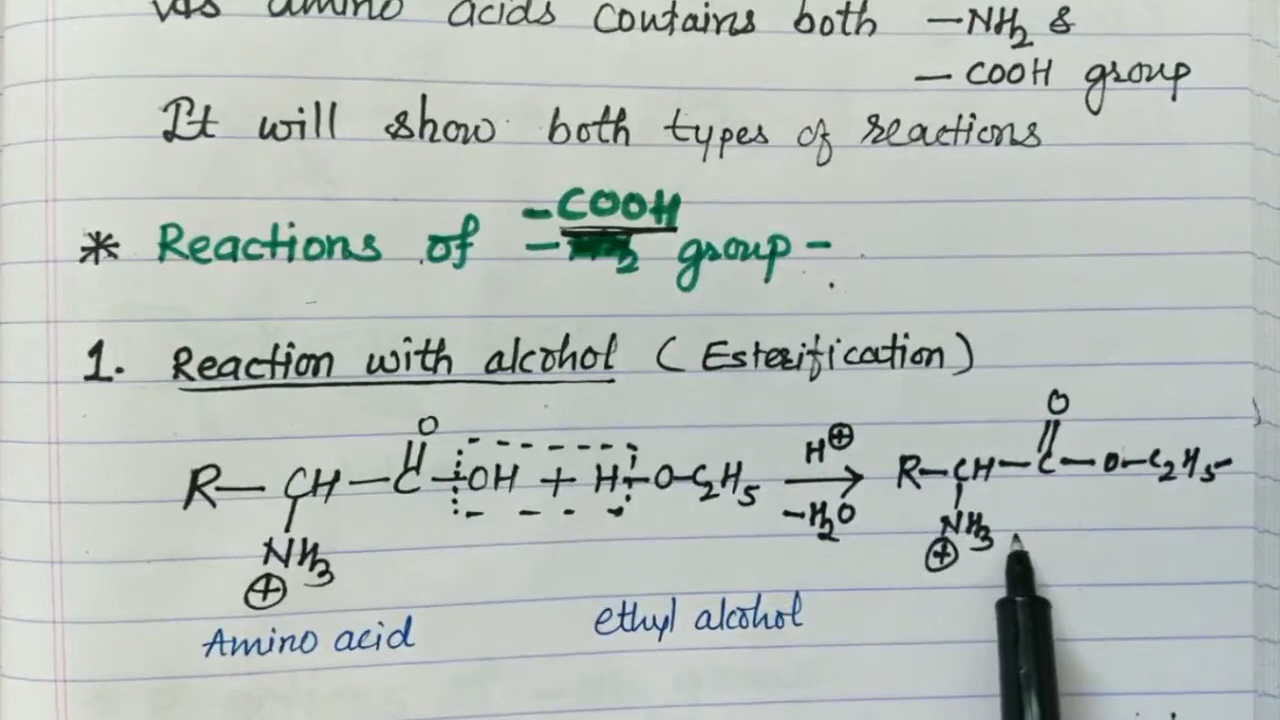 As amino acids contains both –NH₂ &
– COOH group
It will show both types of reactions
–COOH
* Reactions of – group –
1. Reaction with alcohol (Esterification)
O O
R–CH–C–OH + H–O–C₂H₅ H⊕ → –H₂O R–CH–C–O–C₂H₅
NH₃ NH₃
⊕ ⊕
Amino acid ethyl alcohol